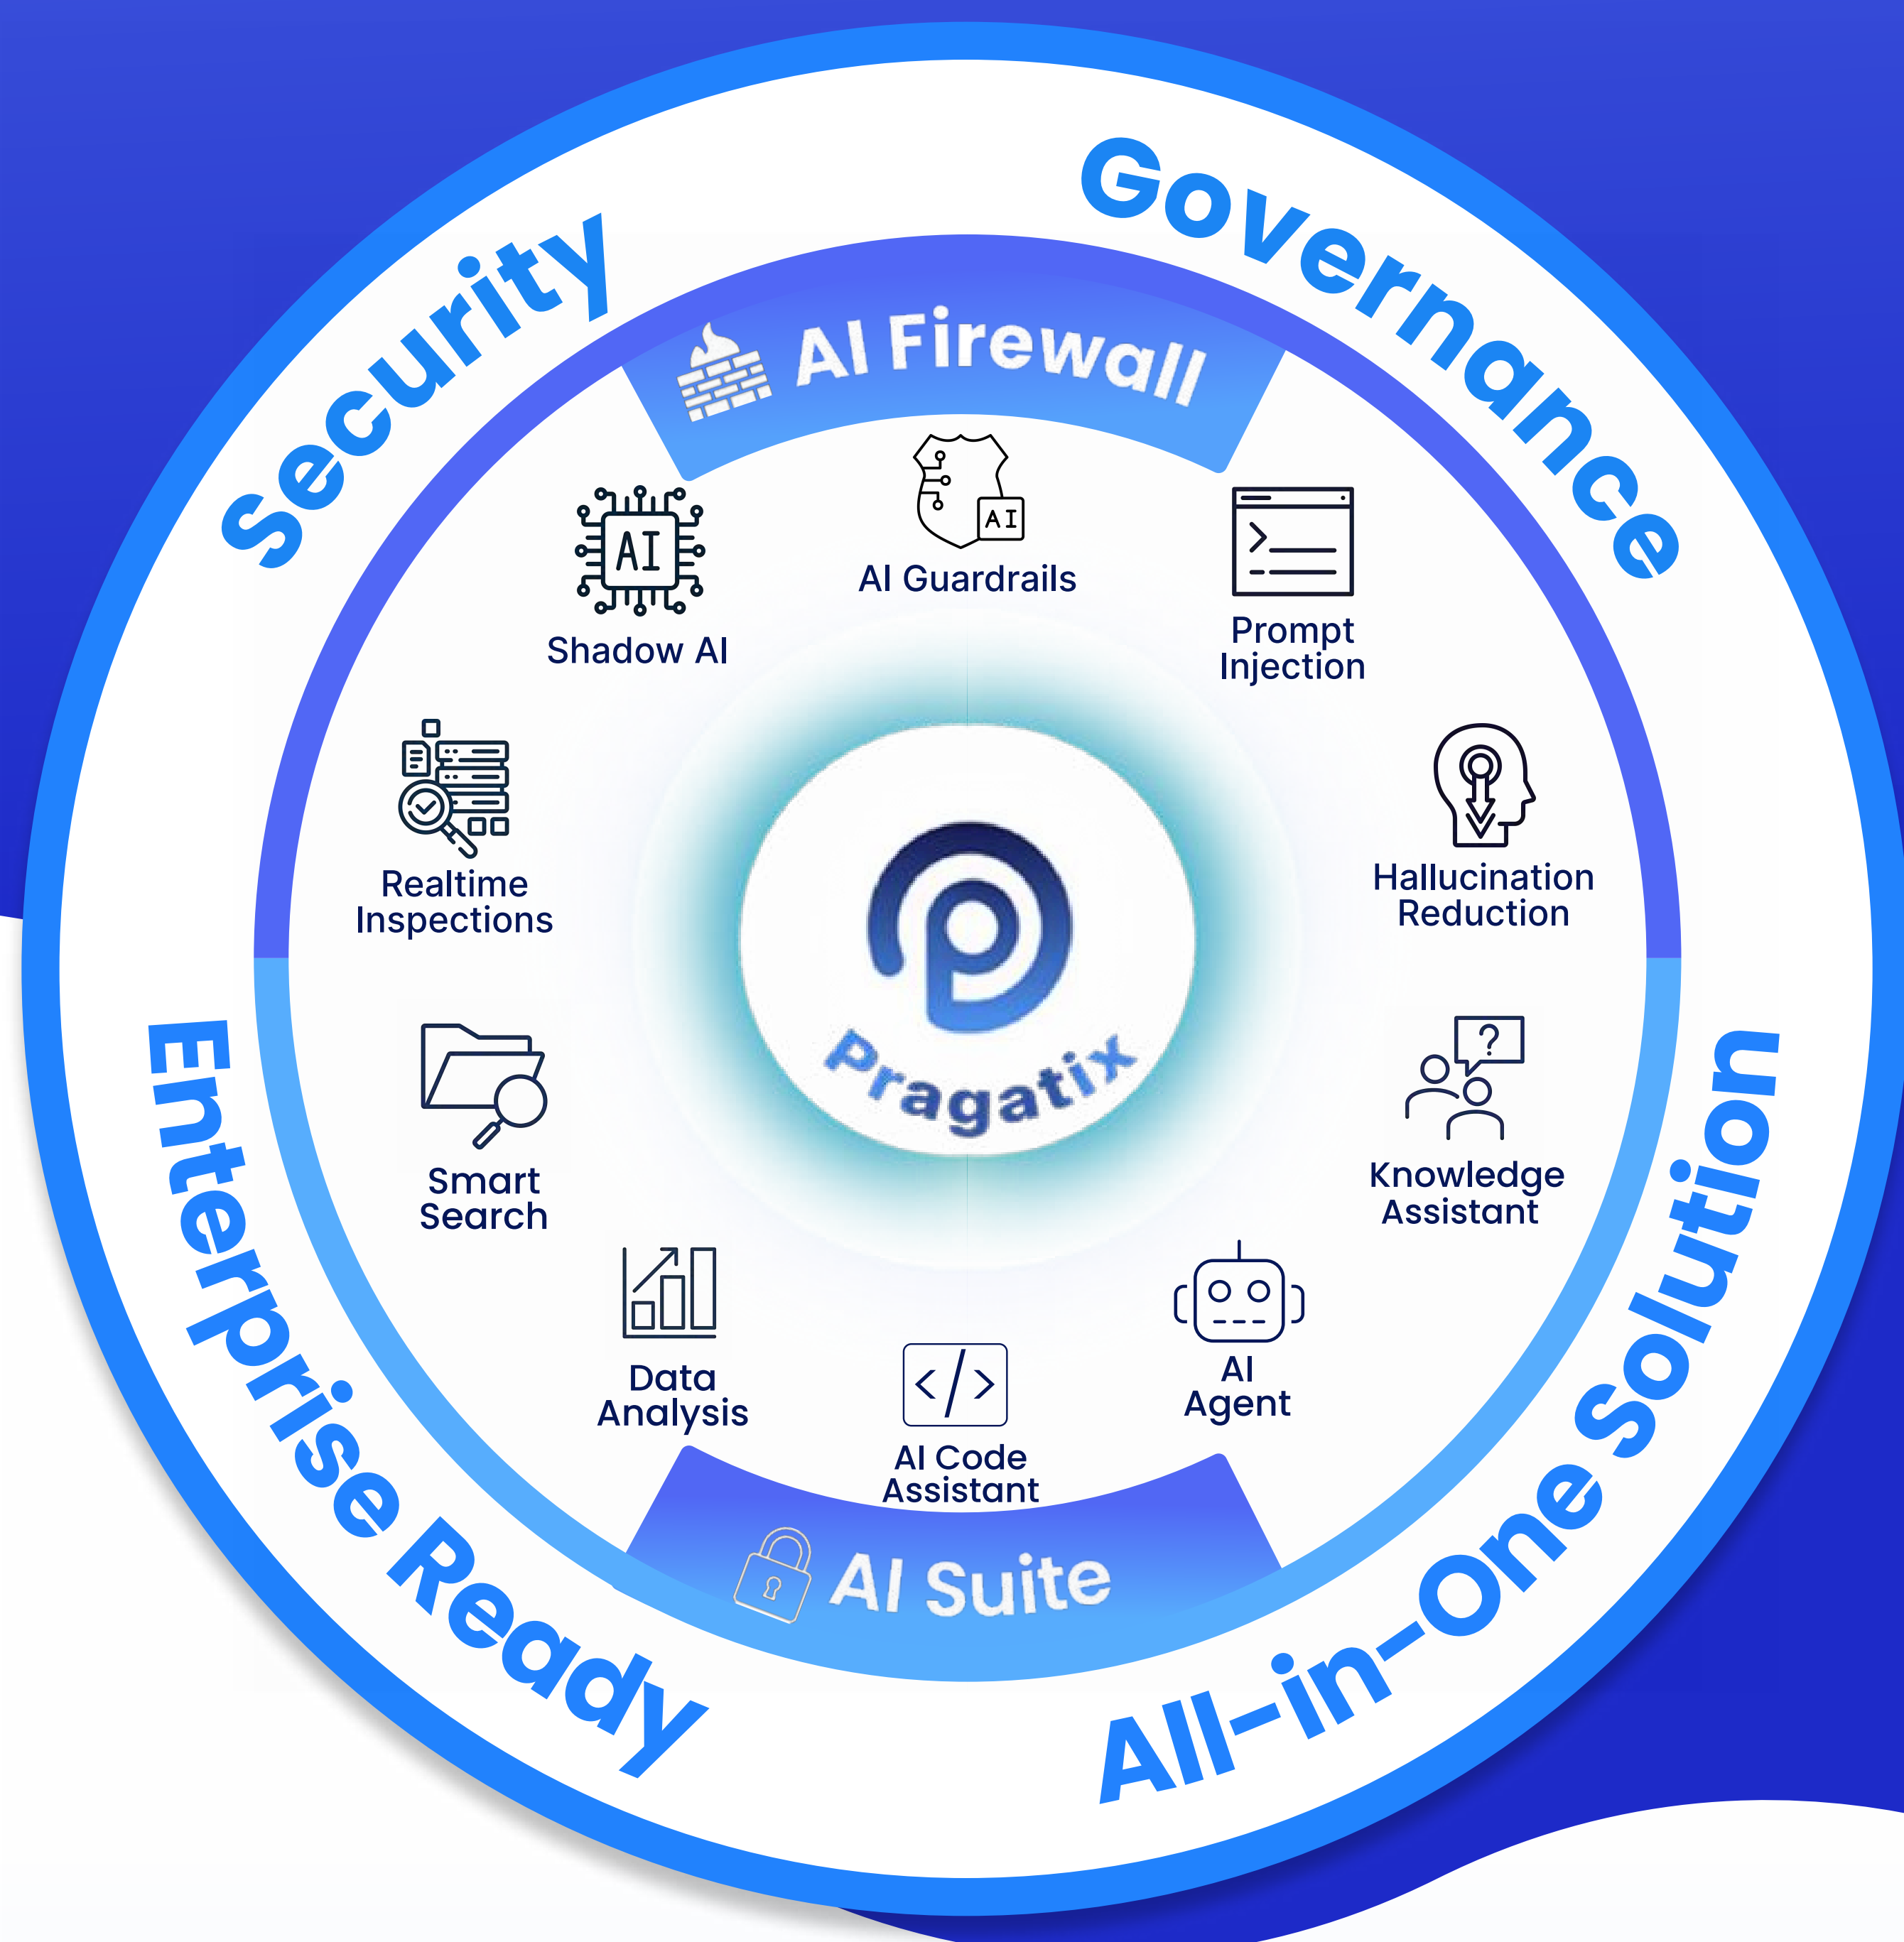 Security
Governance
AI Firewall
AI
Shadow AI
AI
AI Guardrails
Prompt
Injection
Realtime
Inspections
Hallucination
Reduction
Pragatix
Smart
Search
?
Knowledge
Assistant
Data
Analysis
</>
AI Code
Assistant
AI
Agent
AI Suite
Enterprise Ready
All-in-One Solution